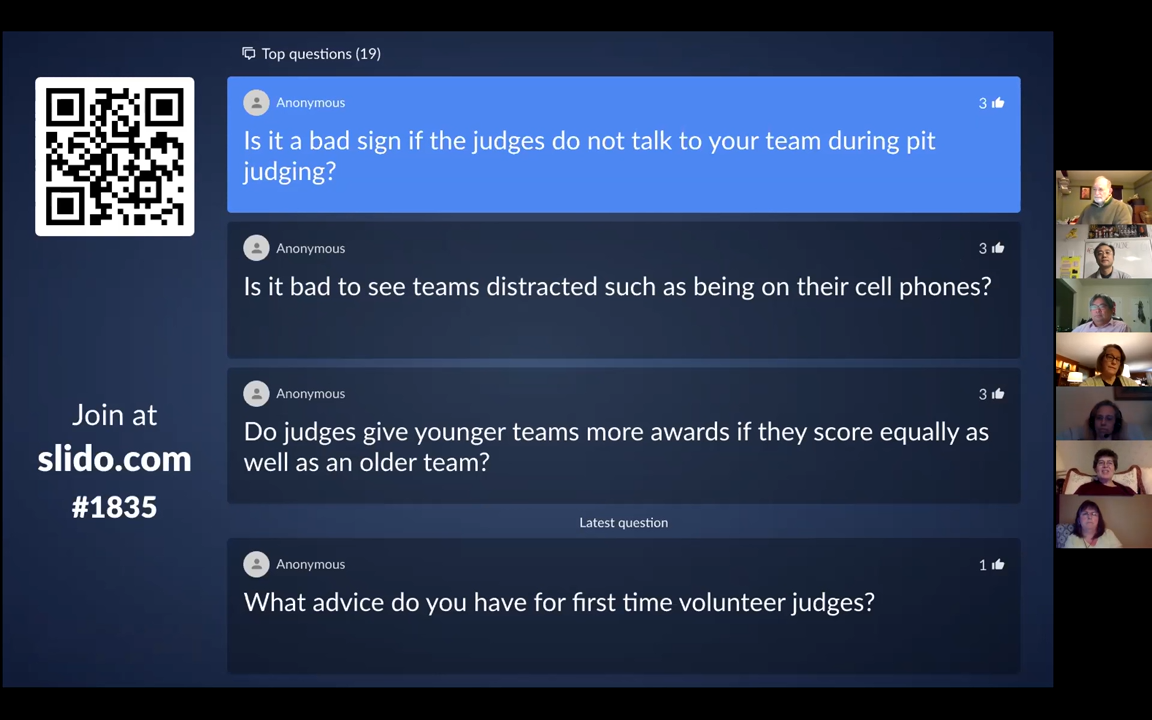 Top questions (19)
Anonymous
3
Is it a bad sign if the judges do not talk to your team during pit
judging?
Anonymous
3
Is it bad to see teams distracted such as being on their cell phones?
Anonymous
3
Do judges give younger teams more awards if they score equally as
well as an older team?
Latest question
Anonymous
1
What advice do you have for first time volunteer judges?
Join at
slido.com
#1835